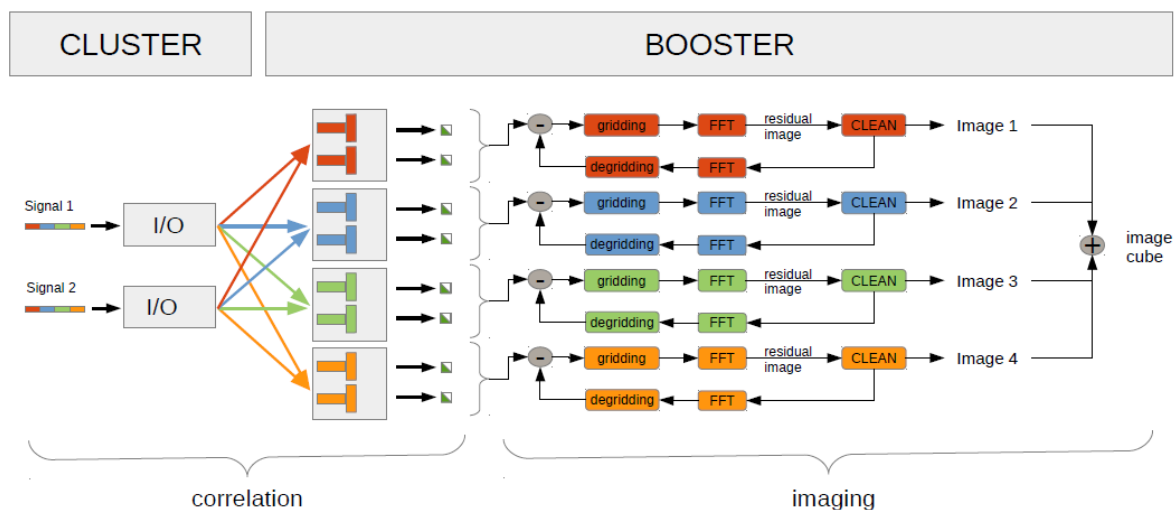 CLUSTER
BOOSTER
Signal 1
I/O
Signal 2
I/O
-
gridding
FFT
residual
image
CLEAN
Image 1
degridding
FFT
-
gridding
FFT
residual
image
CLEAN
Image 2
degridding
FFT
-
gridding
FFT
residual
image
CLEAN
Image 3
degridding
FFT
-
gridding
FFT
residual
image
CLEAN
Image 4
degridding
FFT
+
image
cube
correlation
imaging